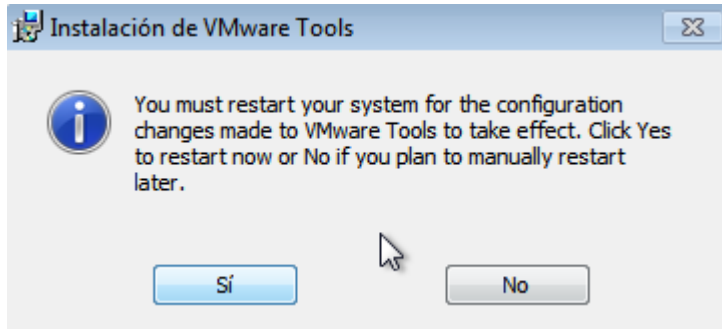 Instalación de VMware Tools
You must restart your system for the configuration
changes made to VMware Tools to take effect. Click Yes
to restart now or No if you plan to manually restart
later.
Sí
No